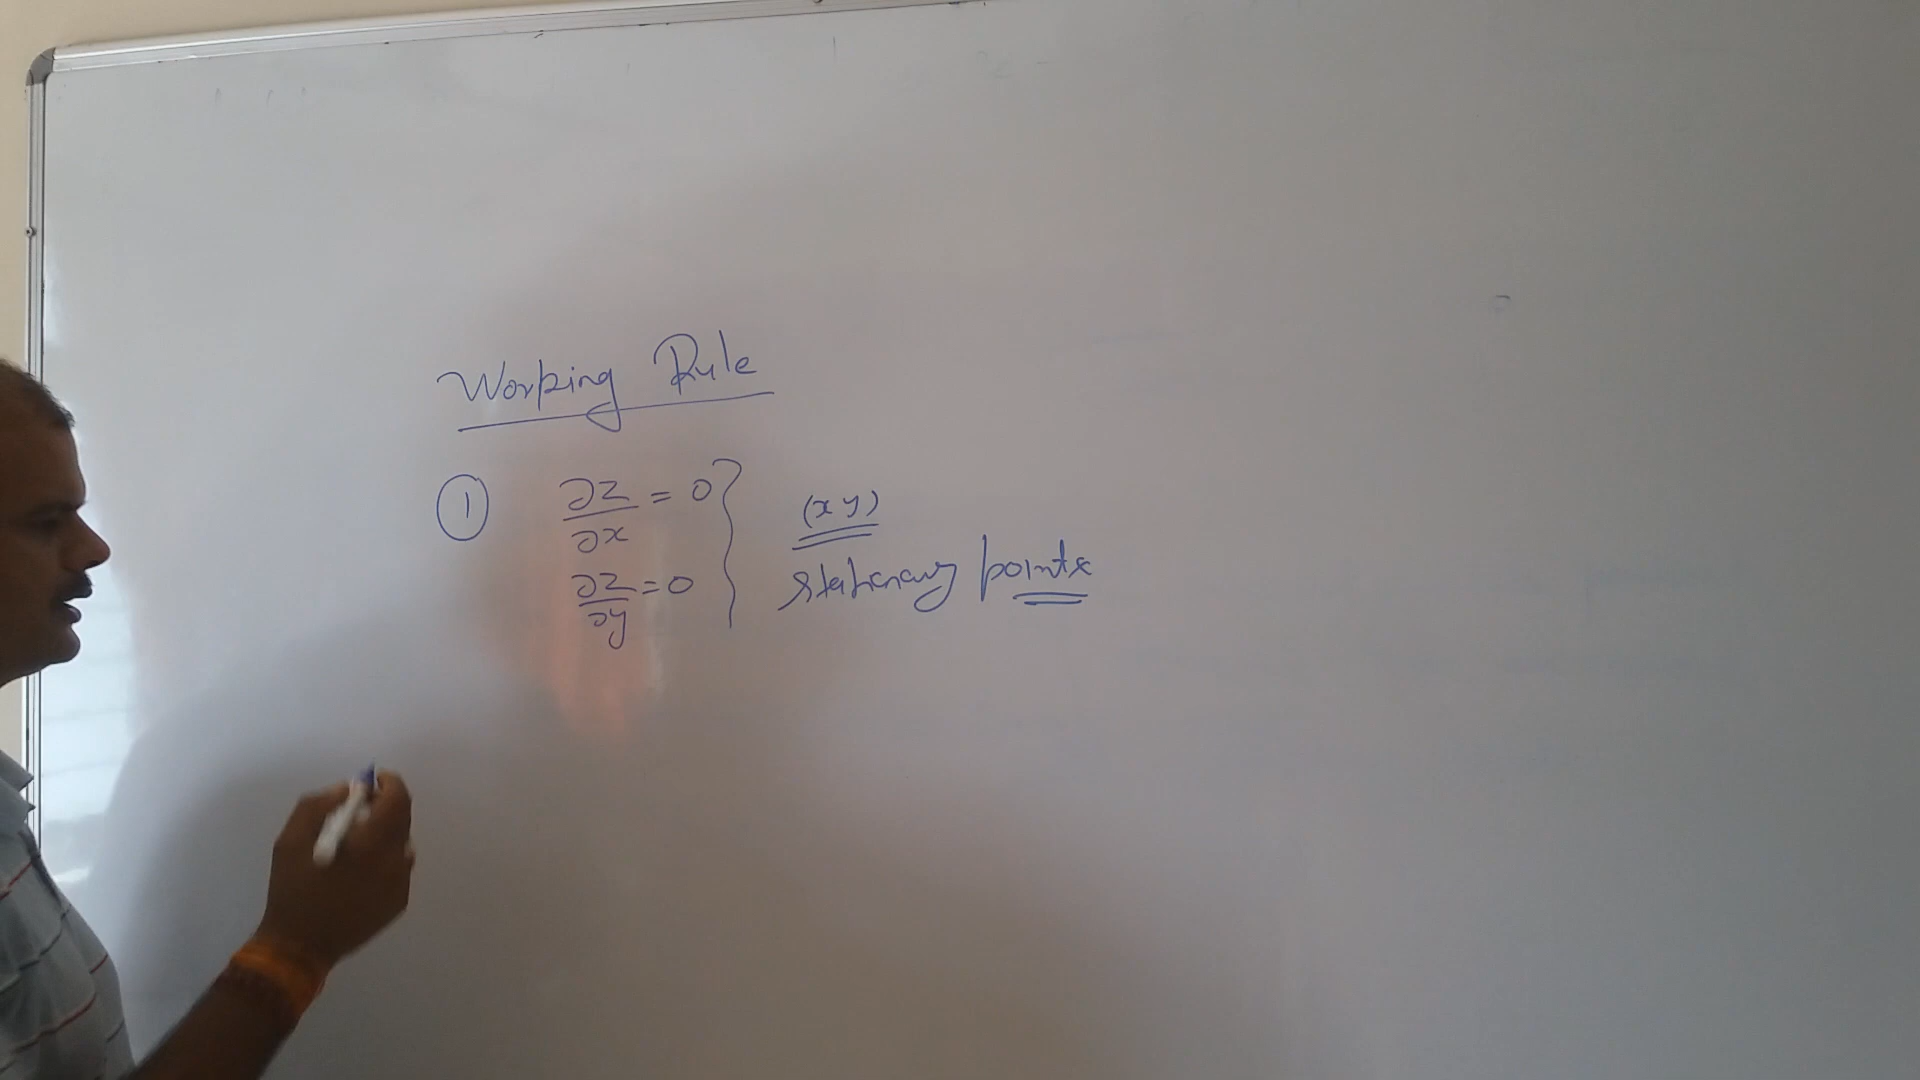 Working Rule
① ∂z/∂x = 0
(x y)
∂z/∂y = 0
stationary points